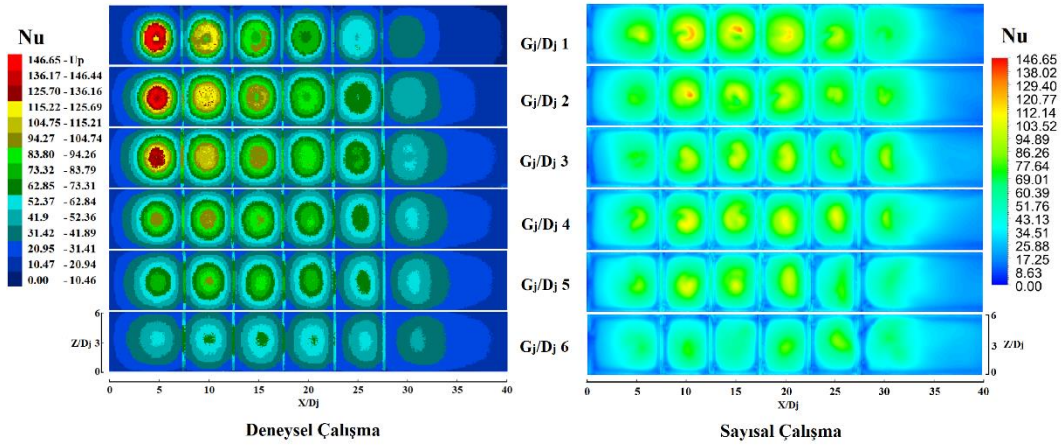 Nu
146.65 - Up
136.17 - 146.44
125.70 - 136.16
115.22 - 125.69
104.75 - 115.21
94.27 - 104.74
83.80 - 94.26
73.32 - 83.79
62.85 - 73.31
52.37 - 62.84
41.9 - 52.36
31.42 - 41.89
20.95 - 31.41
10.47 - 20.94
0.00 - 10.46
Gj/Dj 1
Gj/Dj 2
Gj/Dj 3
Gj/Dj 4
Gj/Dj 5
Gj/Dj 6
Nu
146.65
138.02
129.40
120.77
112.14
103.52
94.89
86.26
77.64
69.01
60.39
51.76
43.13
34.51
25.88
17.25
8.63
0.00
6
Z/Dj 3
0
0 5 10 15 20 25 30 35 40
X/Dj
Deneysel Çalışma
6
3 Z/Dj
0
0 5 10 15 20 25 30 35 40
X/Dj
Sayısal Çalışma